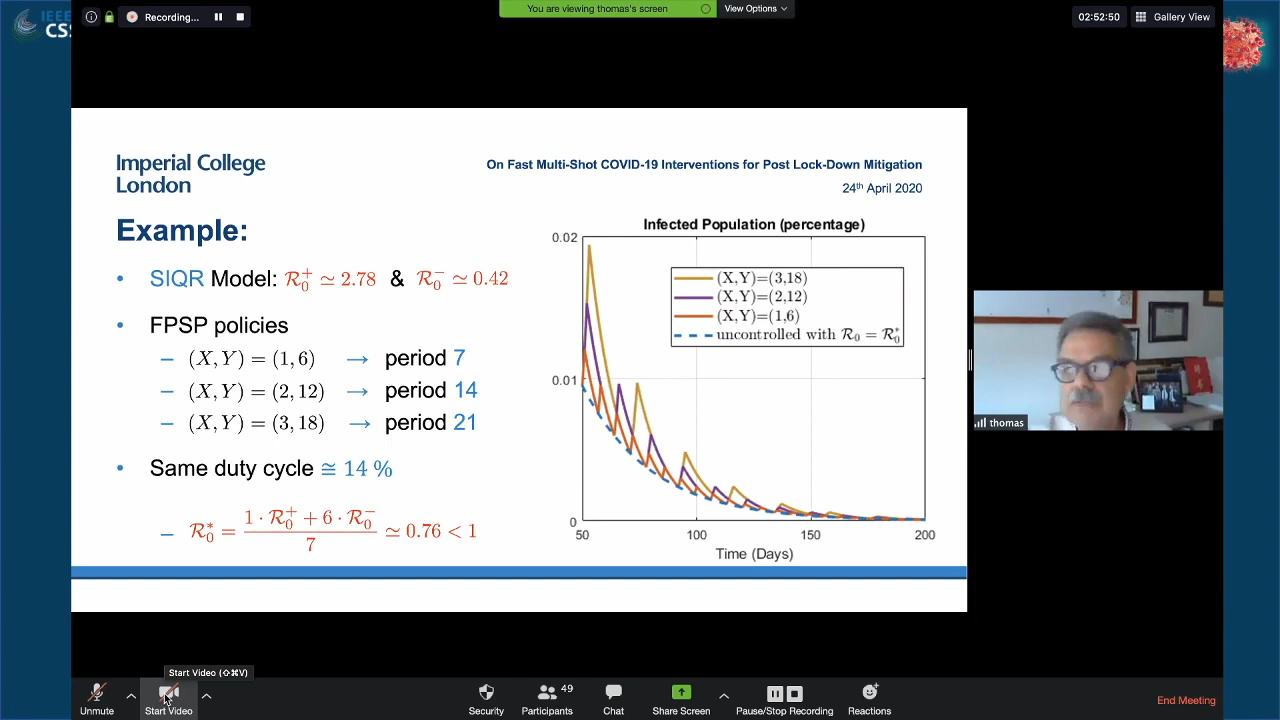 IEEE
CSS
Recording...
You are viewing thomas's screen
View Options
02:52:50
Gallery View
Imperial College
London
On Fast Multi-Shot COVID-19 Interventions for Post Lock-Down Mitigation
24th April 2020
Example:
• SIQR Model: R₀⁺ ≃ 2.78 & R₀⁻ ≃ 0.42
• FPSP policies
– (X, Y) = (1, 6) → period 7
– (X, Y) = (2, 12) → period 14
– (X, Y) = (3, 18) → period 21
• Same duty cycle ≅ 14 %
– R₀* = (1 · R₀⁺ + 6 · R₀⁻) / 7 ≃ 0.76 < 1
Infected Population (percentage)
0.02
0.01
0
(X,Y)=(3,18)
(X,Y)=(2,12)
(X,Y)=(1,6)
uncontrolled with R₀ = R₀*
50 100 150 200
Time (Days)
thomas
Start Video (⇧⌘V)
Unmute
Start Video
Security
49
Participants
Chat
Share Screen
Pause/Stop Recording
Reactions
End Meeting